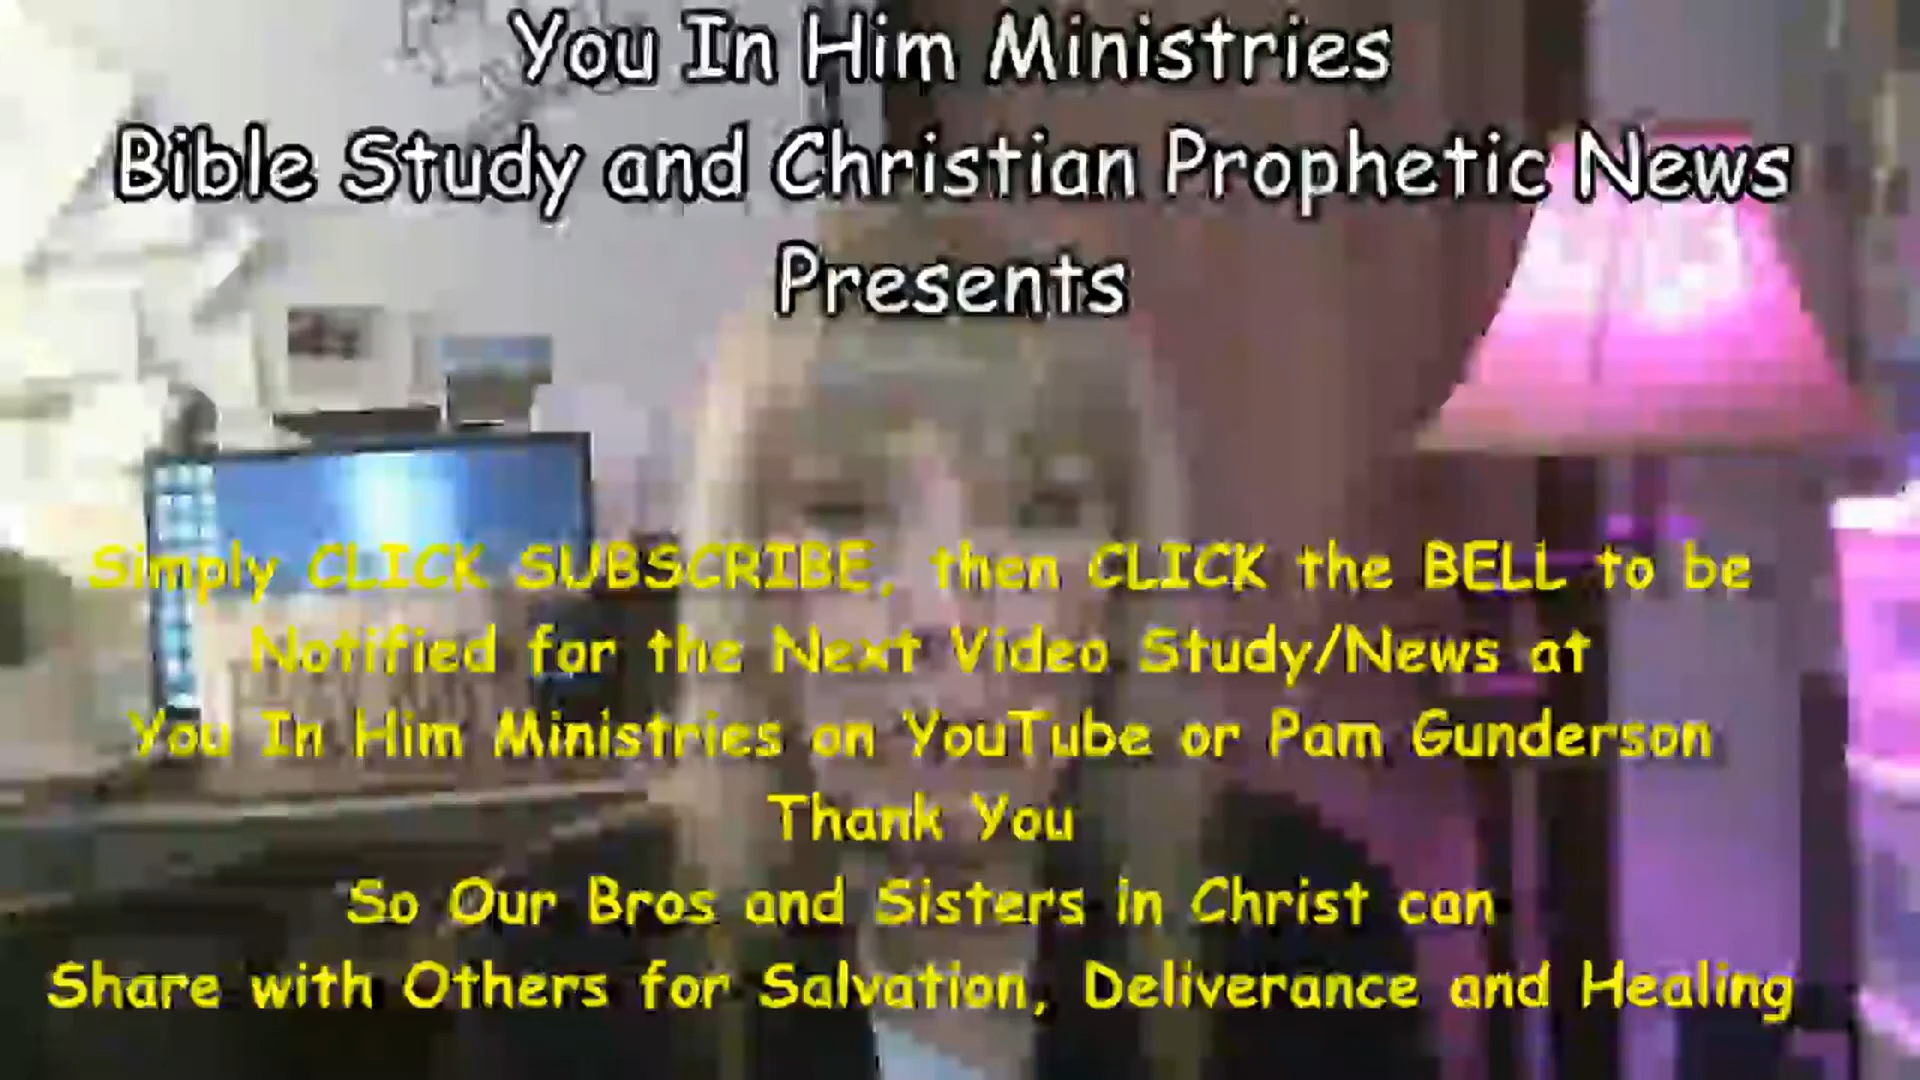 You In Him Ministries
Bible Study and Christian Prophetic News
Presents
Simply CLICK SUBSCRIBE, then CLICK the BELL to be
Notified for the Next Video Study/News at
You In Him Ministries on YouTube or Pam Gunderson
Thank You
So Our Bros and Sisters in Christ can
Share with Others for Salvation, Deliverance and Healing